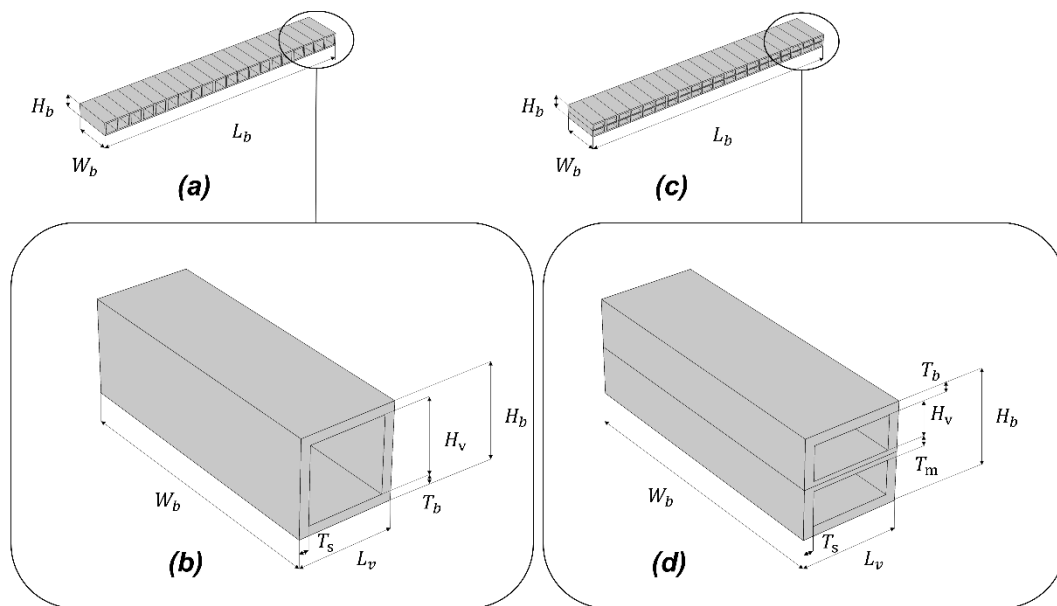 H_b
W_b
L_b
(a)
H_b
W_b
L_b
(c)
H_v
H_b
T_b
W_b
T_s
L_v
(b)
T_b
H_v
H_b
T_m
W_b
T_s
L_v
(d)